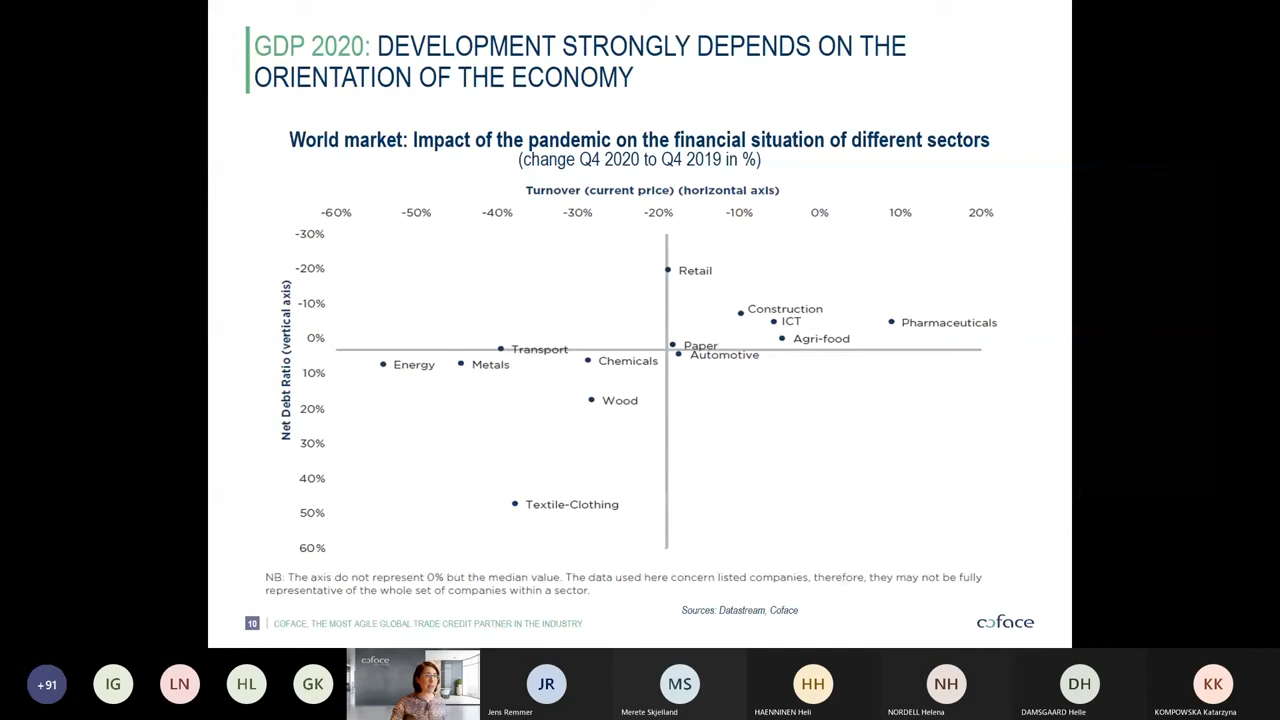 GDP 2020: DEVELOPMENT STRONGLY DEPENDS ON THE
ORIENTATION OF THE ECONOMY
World market: Impact of the pandemic on the financial situation of different sectors
(change Q4 2020 to Q4 2019 in %)
Turnover (current price) (horizontal axis)
-60% -50% -40% -30% -20% -10% 0% 10% 20%
Net Debt Ratio (vertical axis)
-30%
-20%
-10%
0%
10%
20%
30%
40%
50%
60%
Retail
Construction
ICT
Pharmaceuticals
Agri-food
Paper
Transport
Automotive
Chemicals
Energy
Metals
Wood
Textile-Clothing
NB: The axis do not represent 0% but the median value. The data used here concern listed companies, therefore, they may not be fully
representative of the whole set of companies within a sector.
Sources: Datastream, Coface
10
COFACE, THE MOST AGILE GLOBAL TRADE CREDIT PARTNER IN THE INDUSTRY
coface
+91
IG
LN
HL
GK
coface
JR
Jens Remmer
MS
Merete Skjelland
HH
HAENNINEN Heli
NH
NORDELL Helena
DH
DAMSGAARD Helle
KK
KOMPOWSKA Katarzyna